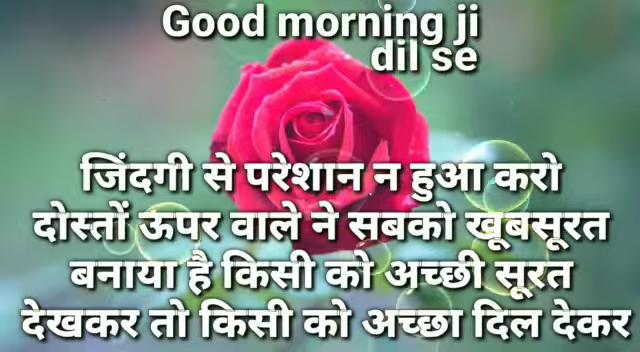 Good morning ji
dil se
जिंदगी से परेशान न हुआ करो
दोस्तों ऊपर वाले ने सबको खूबसूरत
बनाया है किसी को अच्छी सूरत
देखकर तो किसी को अच्छा दिल देकर